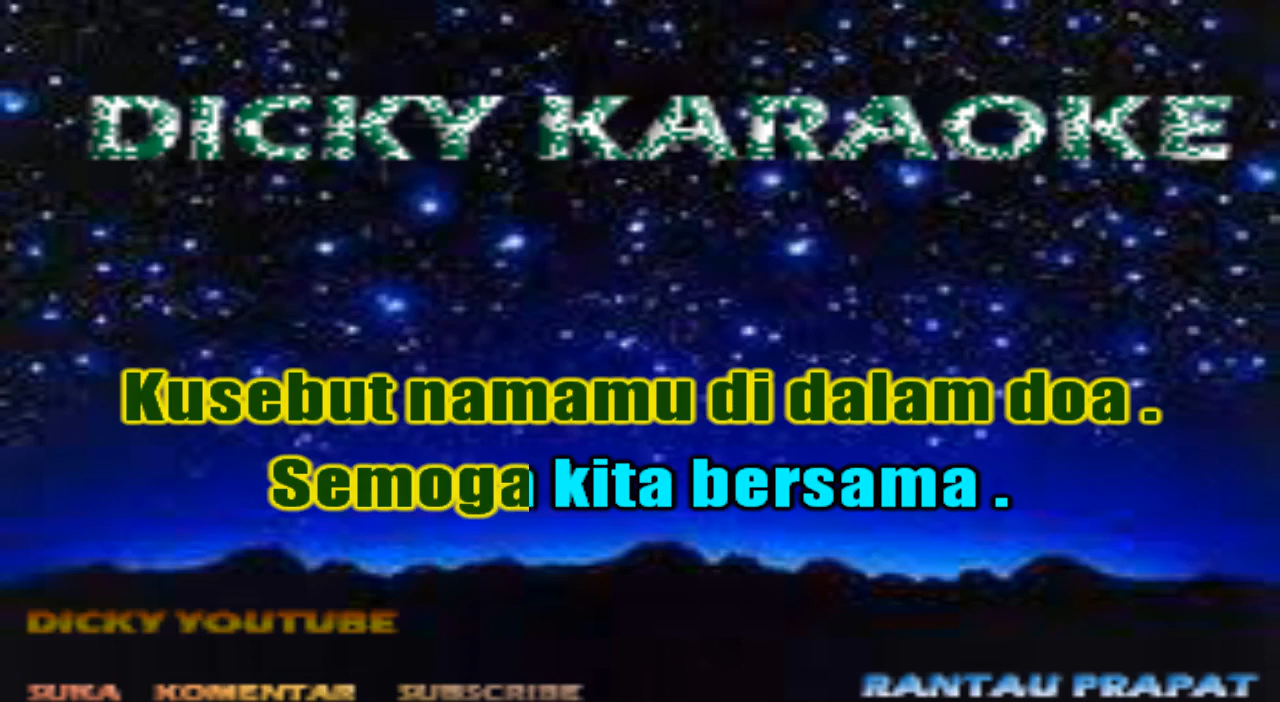 DICKY KARAOKE
Kusebut namamu di dalam doa .
Semoga kita bersama .
DICKY YOUTUBE
SUKA KOMENTAR SUBSCRIBE
RANTAU PRAPAT